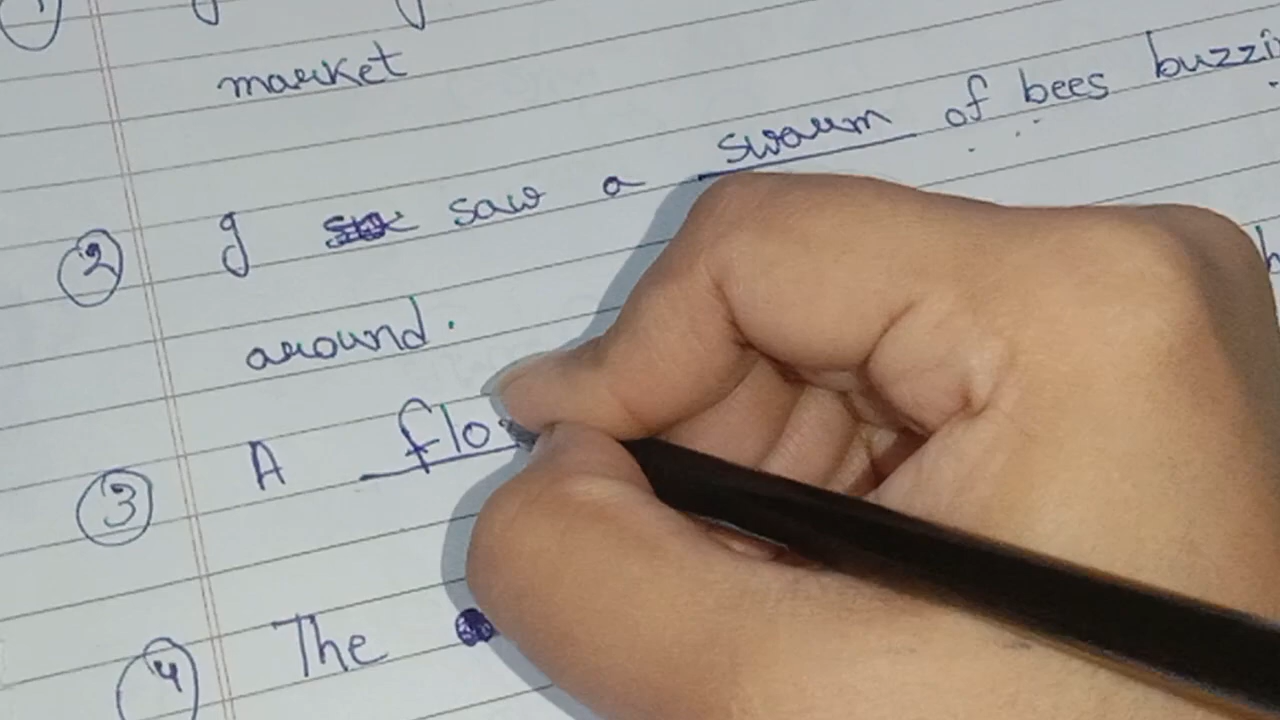 market
② I saw a swarm of bees buzzi
around.
③ A flo
④ The